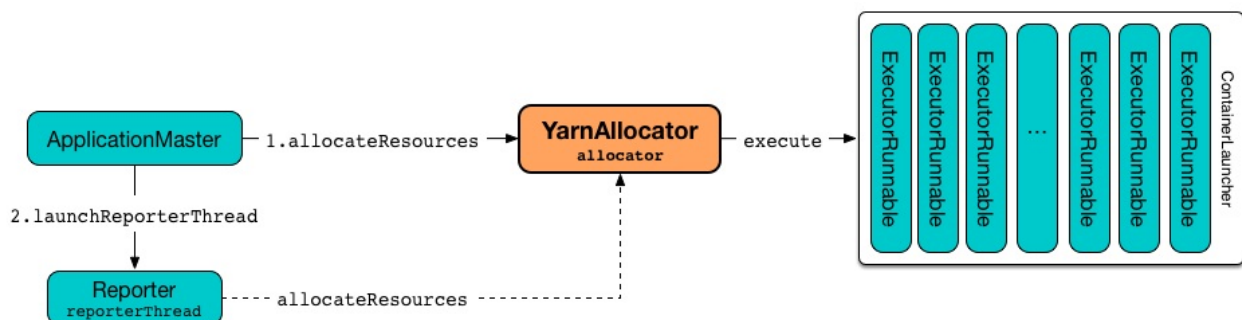 ApplicationMaster
1.allocateResources
YarnAllocator
allocator
execute
ExecutorRunnable
ExecutorRunnable
ExecutorRunnable
...
ExecutorRunnable
ExecutorRunnable
ExecutorRunnable
ContainerLauncher
2.launchReporterThread
Reporter
reporterThread
allocateResources